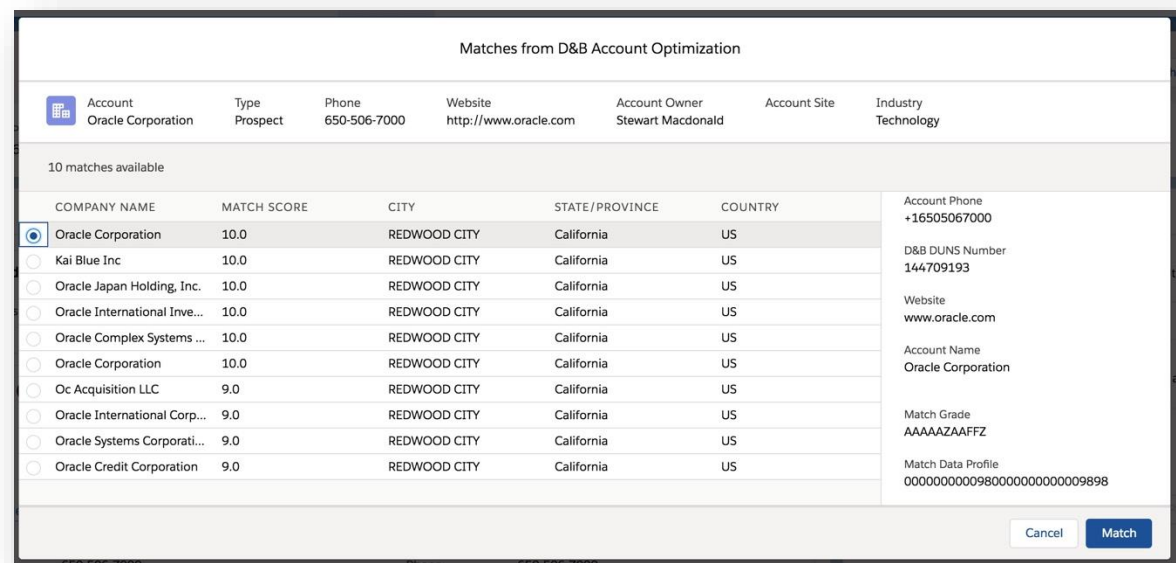 Matches from D&B Account Optimization
Account Type Phone Website Account Owner Account Site Industry
Oracle Corporation Prospect 650-506-7000 http://www.oracle.com Stewart Macdonald Technology
10 matches available
COMPANY NAME MATCH SCORE CITY STATE/PROVINCE COUNTRY
Oracle Corporation 10.0 REDWOOD CITY California US
Kai Blue Inc 10.0 REDWOOD CITY California US
Oracle Japan Holding, Inc. 10.0 REDWOOD CITY California US
Oracle International Inve... 10.0 REDWOOD CITY California US
Oracle Complex Systems ... 10.0 REDWOOD CITY California US
Oracle Corporation 10.0 REDWOOD CITY California US
Oc Acquisition LLC 9.0 REDWOOD CITY California US
Oracle International Corp... 9.0 REDWOOD CITY California US
Oracle Systems Corporati... 9.0 REDWOOD CITY California US
Oracle Credit Corporation 9.0 REDWOOD CITY California US
Account Phone
+16505067000
D&B DUNS Number
144709193
Website
www.oracle.com
Account Name
Oracle Corporation
Match Grade
AAAAAZAAFFZ
Match Data Profile
Cancel Match